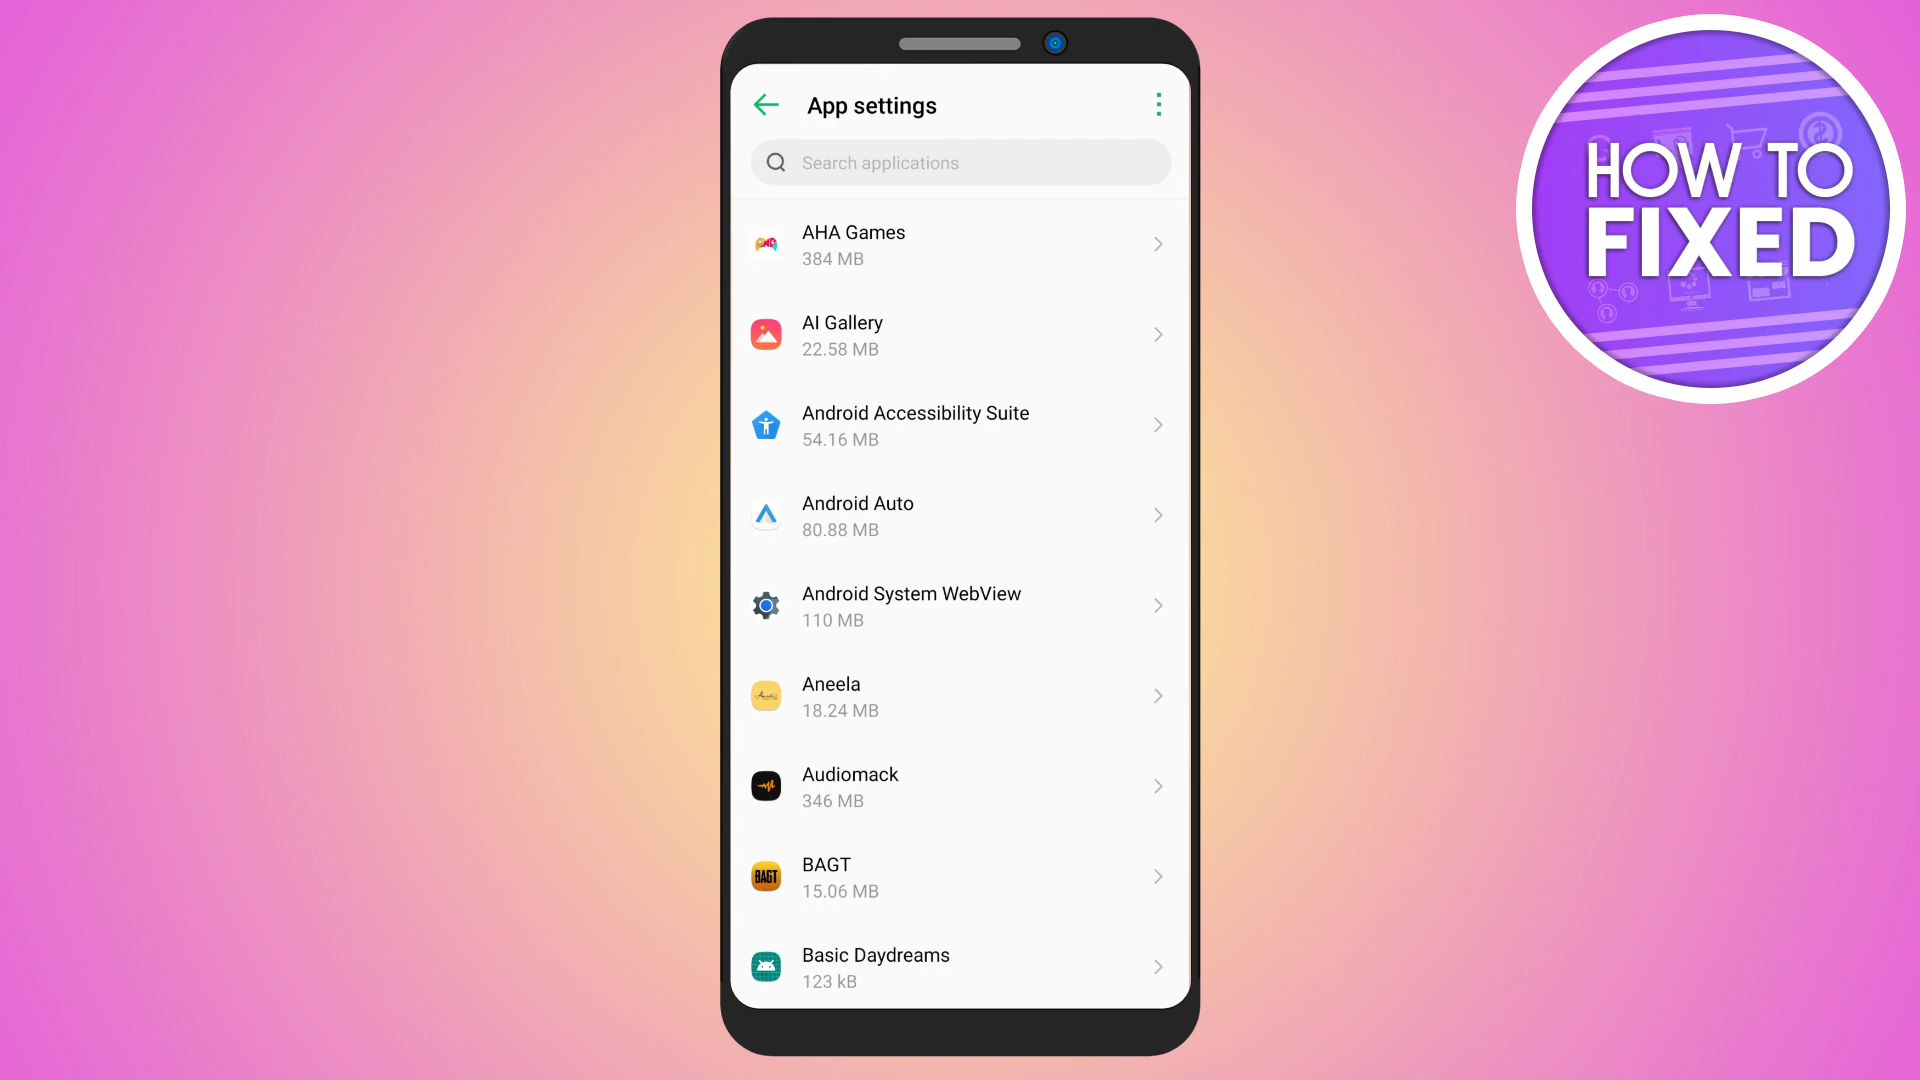 App settings
Search applications
AHA Games
384 MB
AI Gallery
22.58 MB
Android Accessibility Suite
54.16 MB
Android Auto
80.88 MB
Android System WebView
110 MB
Aneela
18.24 MB
Audiomack
346 MB
BAGT
BAGT
15.06 MB
Basic Daydreams
123 kB
HOW TO
FIXED